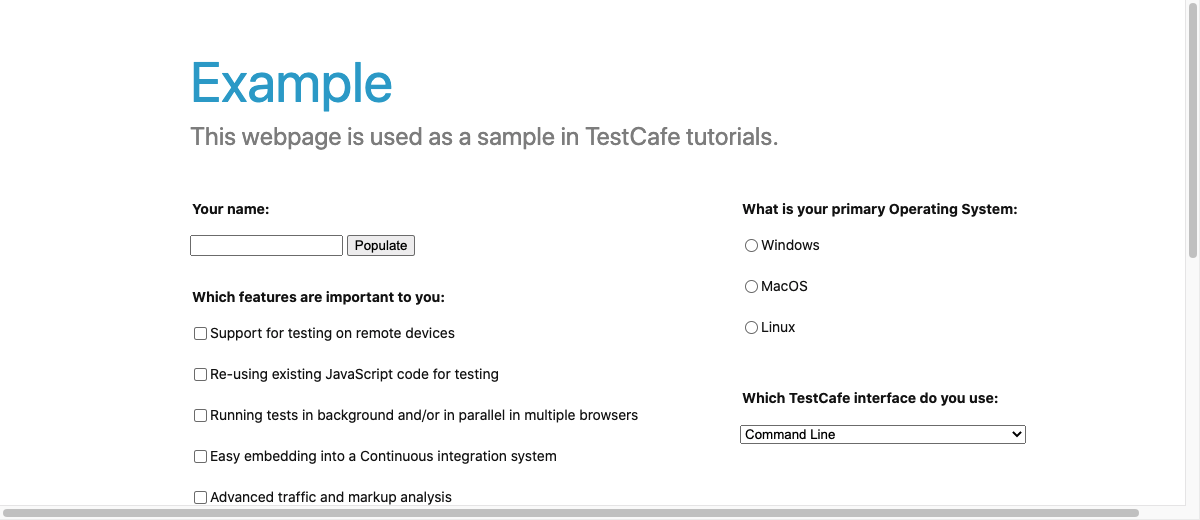 Example
This webpage is used as a sample in TestCafe tutorials.
Your name:
Populate
Which features are important to you:
Support for testing on remote devices
Re-using existing JavaScript code for testing
Running tests in background and/or in parallel in multiple browsers
Easy embedding into a Continuous integration system
Advanced traffic and markup analysis
What is your primary Operating System:
Windows
MacOS
Linux
Which TestCafe interface do you use:
Command Line